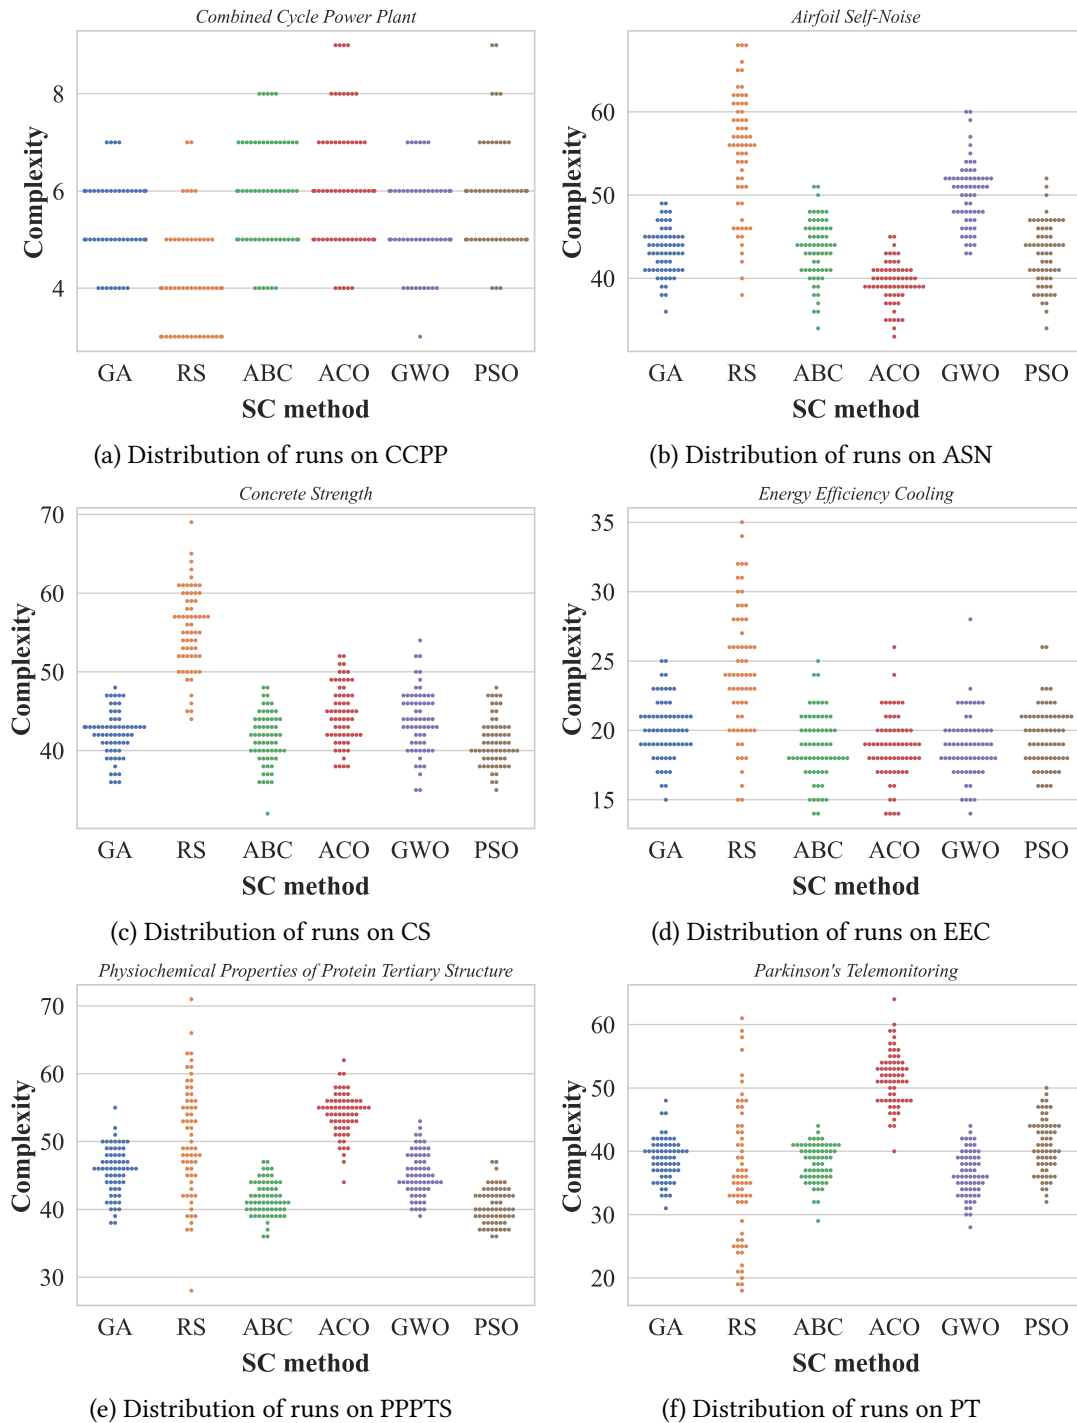 Combined Cycle Power Plant
Complexity
8
6
4
GA RS ABC ACO GWO PSO
SC method
(a) Distribution of runs on CCPP
Airfoil Self-Noise
Complexity
60
50
40
GA RS ABC ACO GWO PSO
SC method
(b) Distribution of runs on ASN
Concrete Strength
Complexity
70
60
50
40
GA RS ABC ACO GWO PSO
SC method
(c) Distribution of runs on CS
Energy Efficiency Cooling
Complexity
35
30
25
20
15
GA RS ABC ACO GWO PSO
SC method
(d) Distribution of runs on EEC
Physiochemical Properties of Protein Tertiary Structure
Complexity
70
60
50
40
30
GA RS ABC ACO GWO PSO
SC method
(e) Distribution of runs on PPPTS
Parkinson's Telemonitoring
Complexity
60
50
40
30
20
GA RS ABC ACO GWO PSO
SC method
(f) Distribution of runs on PT